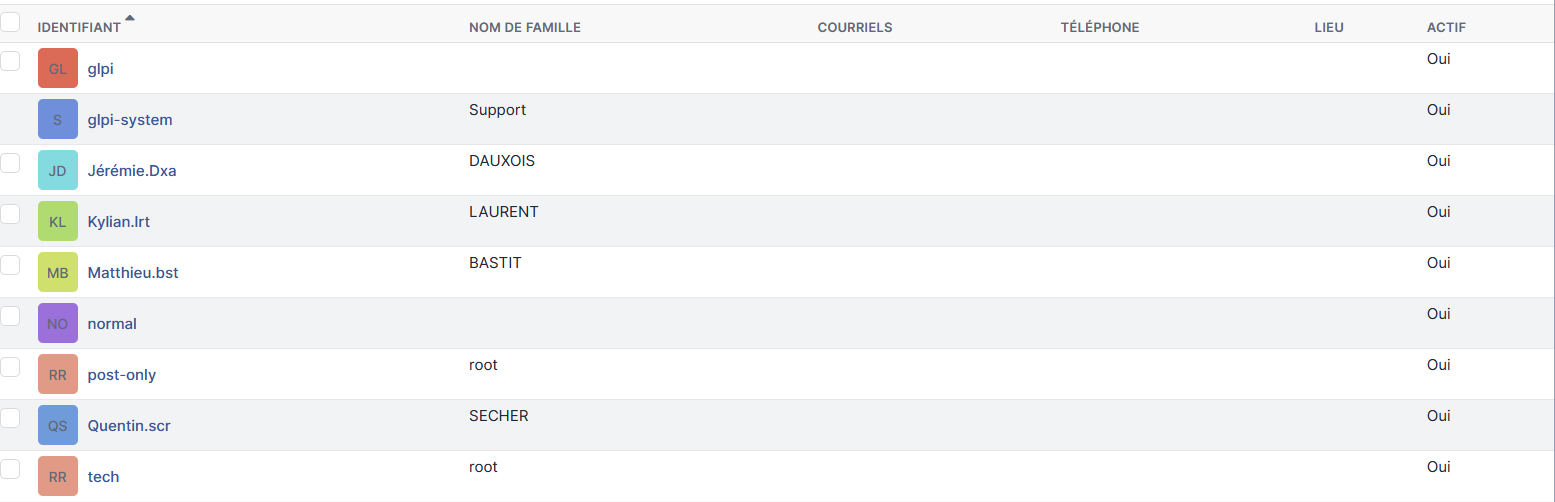 IDENTIFIANT NOM DE FAMILLE COURRIELS TÉLÉPHONE LIEU ACTIF
GL glpi Oui
S glpi-system Support Oui
JD Jérémie.Dxa DAUXOIS Oui
KL Kylian.lrt LAURENT Oui
MB Matthieu.bst BASTIT Oui
NO normal Oui
RR post-only root Oui
QS Quentin.scr SECHER Oui
RR tech root Oui